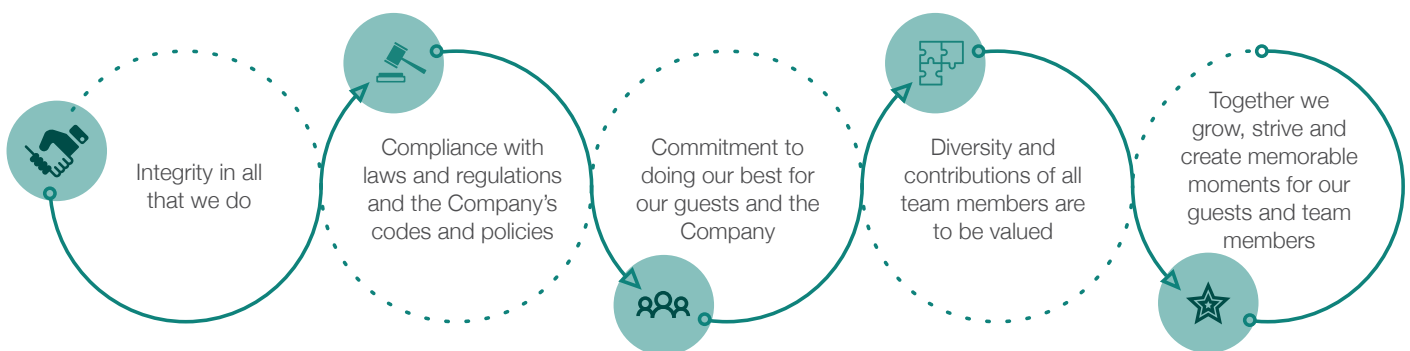 Integrity in all
that we do
Compliance with
laws and regulations
and the Company’s
codes and policies
Commitment to
doing our best for
our guests and the
Company
Diversity and
contributions of all
team members are
to be valued
Together we
grow, strive and
create memorable
moments for our
guests and team
members